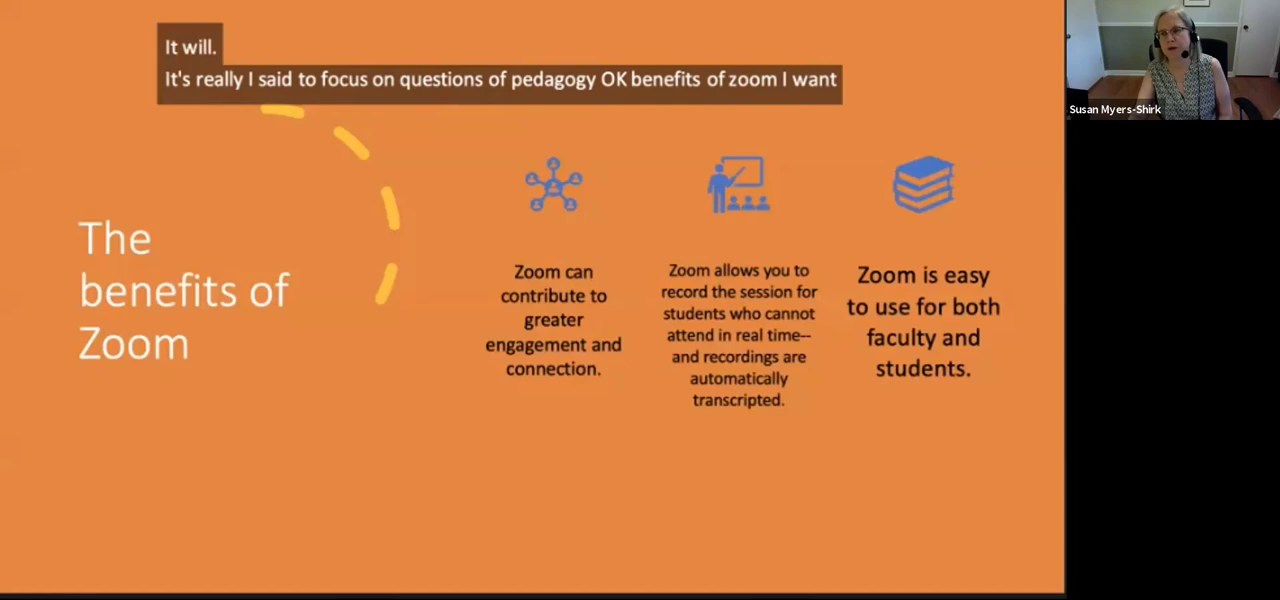 It will.
It's really I said to focus on questions of pedagogy OK benefits of zoom I want
Susan Myers-Shirk
The
benefits of
Zoom
Zoom can
contribute to
greater
engagement and
connection.
Zoom allows you to
record the session for
students who cannot
attend in real time--
and recordings are
automatically
transcripted.
Zoom is easy
to use for both
faculty and
students.